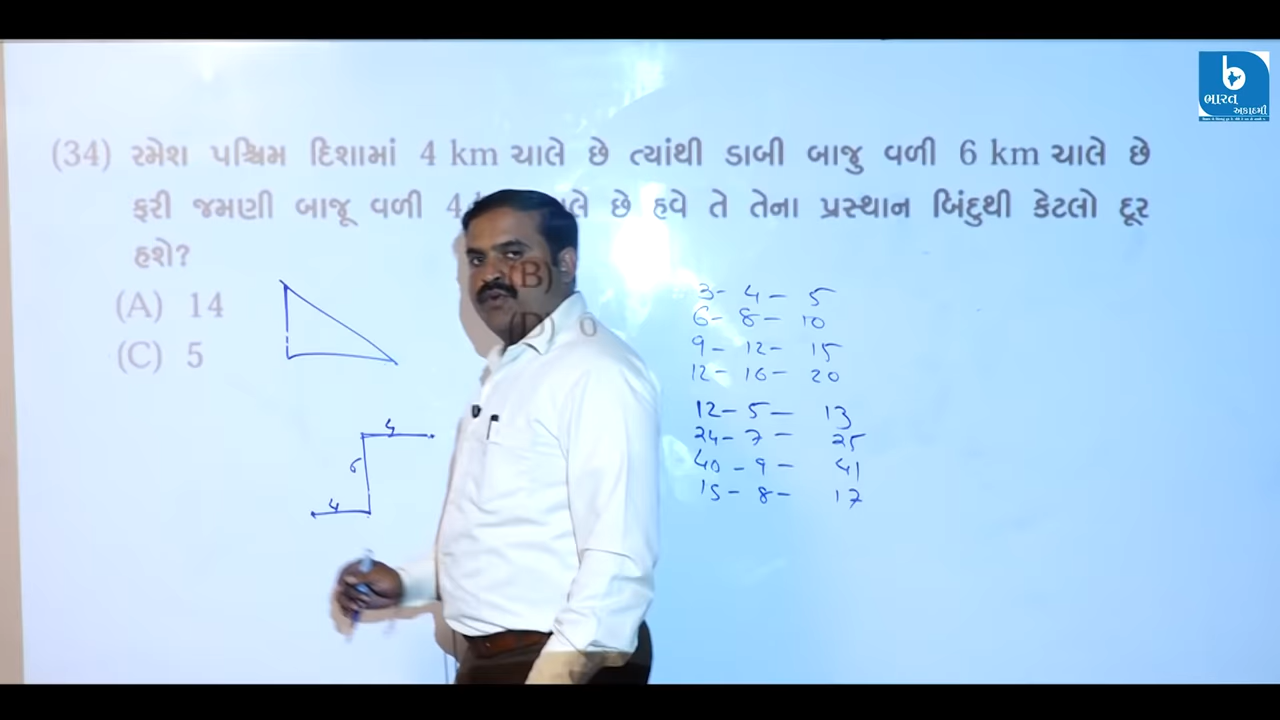 (34) રમેશ પશ્ચિમ દિશામાં 4 km ચાલે છે ત્યાંથી ડાબી બાજુ વળી 6 km ચાલે છે
ફરી જમણી બાજૂ વળી 4 છે હવે તે તેના પ્રસ્થાન બિંદુથી કેટલો દૂર
હશે?
(A) 14
(B)
(C) 5
(D) 0
3- 4- 5
6- 8- 10
9- 12- 15
12- 16- 20
12- 5- 13
24- 7- 25
40- 9- 41
15- 8- 17
4
6
4
ભારત
અકાદમી